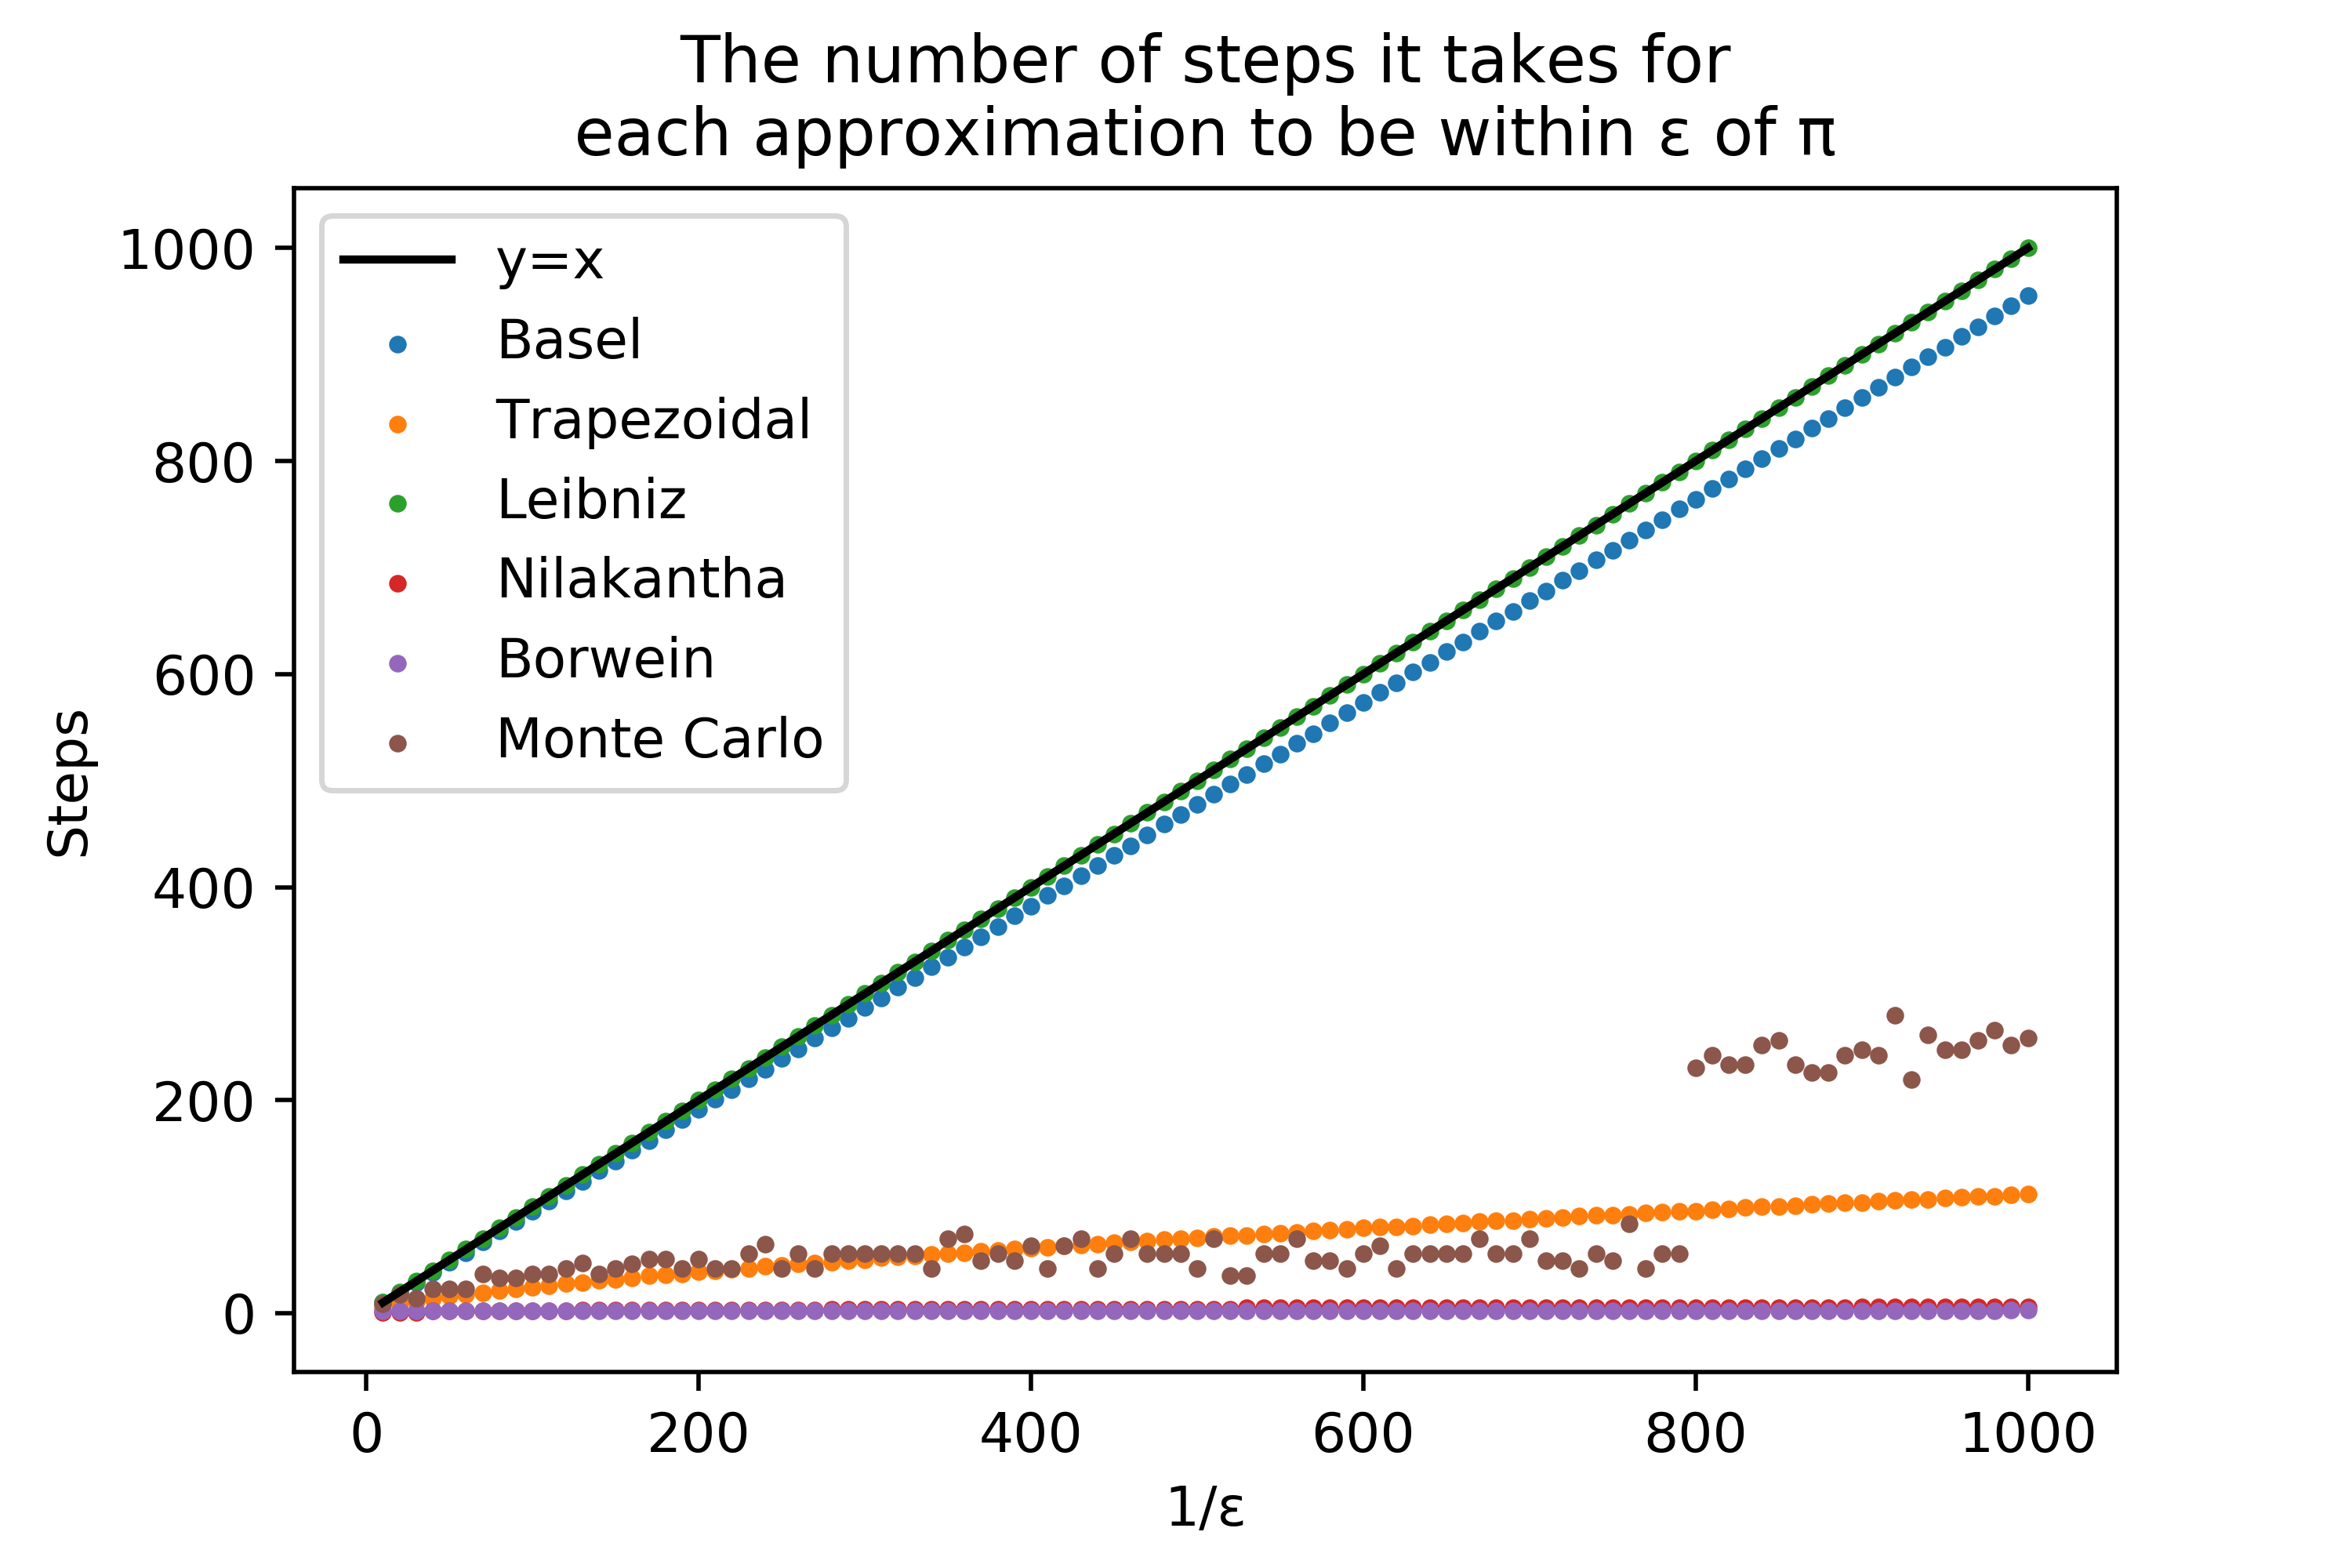 The number of steps it takes for
each approximation to be within ε of π
y=x
Basel
Trapezoidal
Leibniz
Nilakantha
Borwein
Monte Carlo
1000
800
600
400
200
0
Steps
0 200 400 600 800 1000
1/ε